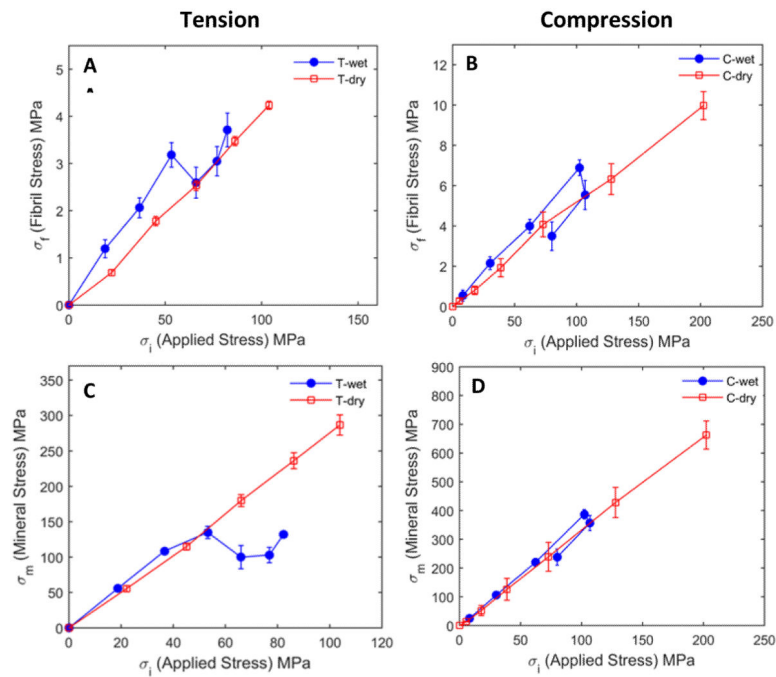 Tension
Compression
A
T-wet
T-dry
5
4
3
2
1
0
σf (Fibril Stress) MPa
0
50
100
150
σi (Applied Stress) MPa
B
C-wet
C-dry
12
10
8
6
4
2
0
σf (Fibril Stress) MPa
0
50
100
150
200
250
σi (Applied Stress) MPa
C
T-wet
T-dry
350
300
250
200
150
100
50
0
σm (Mineral Stress) MPa
0
20
40
60
80
100
120
σi (Applied Stress) MPa
D
C-wet
C-dry
900
800
700
600
500
400
300
200
100
0
σm (Mineral Stress) MPa
0
50
100
150
200
250
σi (Applied Stress) MPa